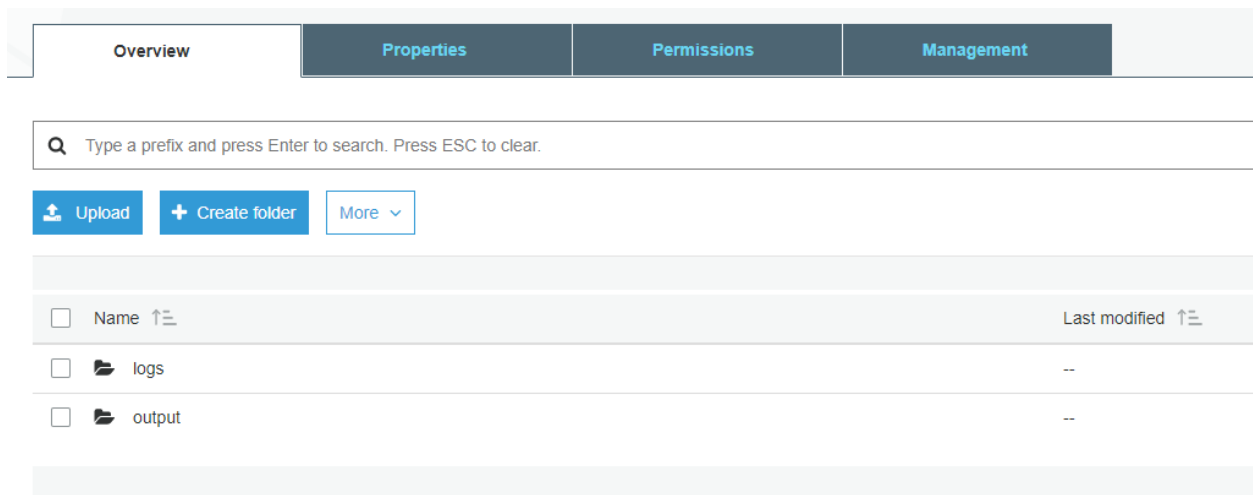 Overview Properties Permissions Management
Type a prefix and press Enter to search. Press ESC to clear.
Upload Create folder More
Name Last modified
logs --
output --